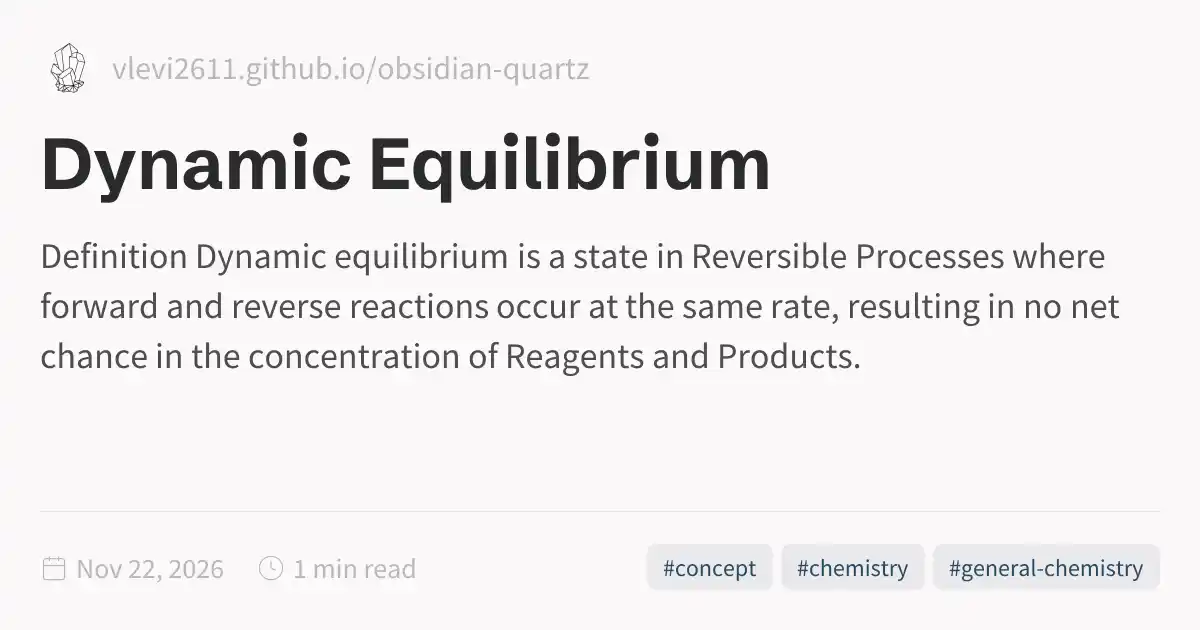 vlevi2611.github.io/obsidian-quartz
Dynamic Equilibrium
Definition Dynamic equilibrium is a state in Reversible Processes where
forward and reverse reactions occur at the same rate, resulting in no net
chance in the concentration of Reagents and Products.
Nov 22, 2026 1 min read #concept #chemistry #general-chemistry